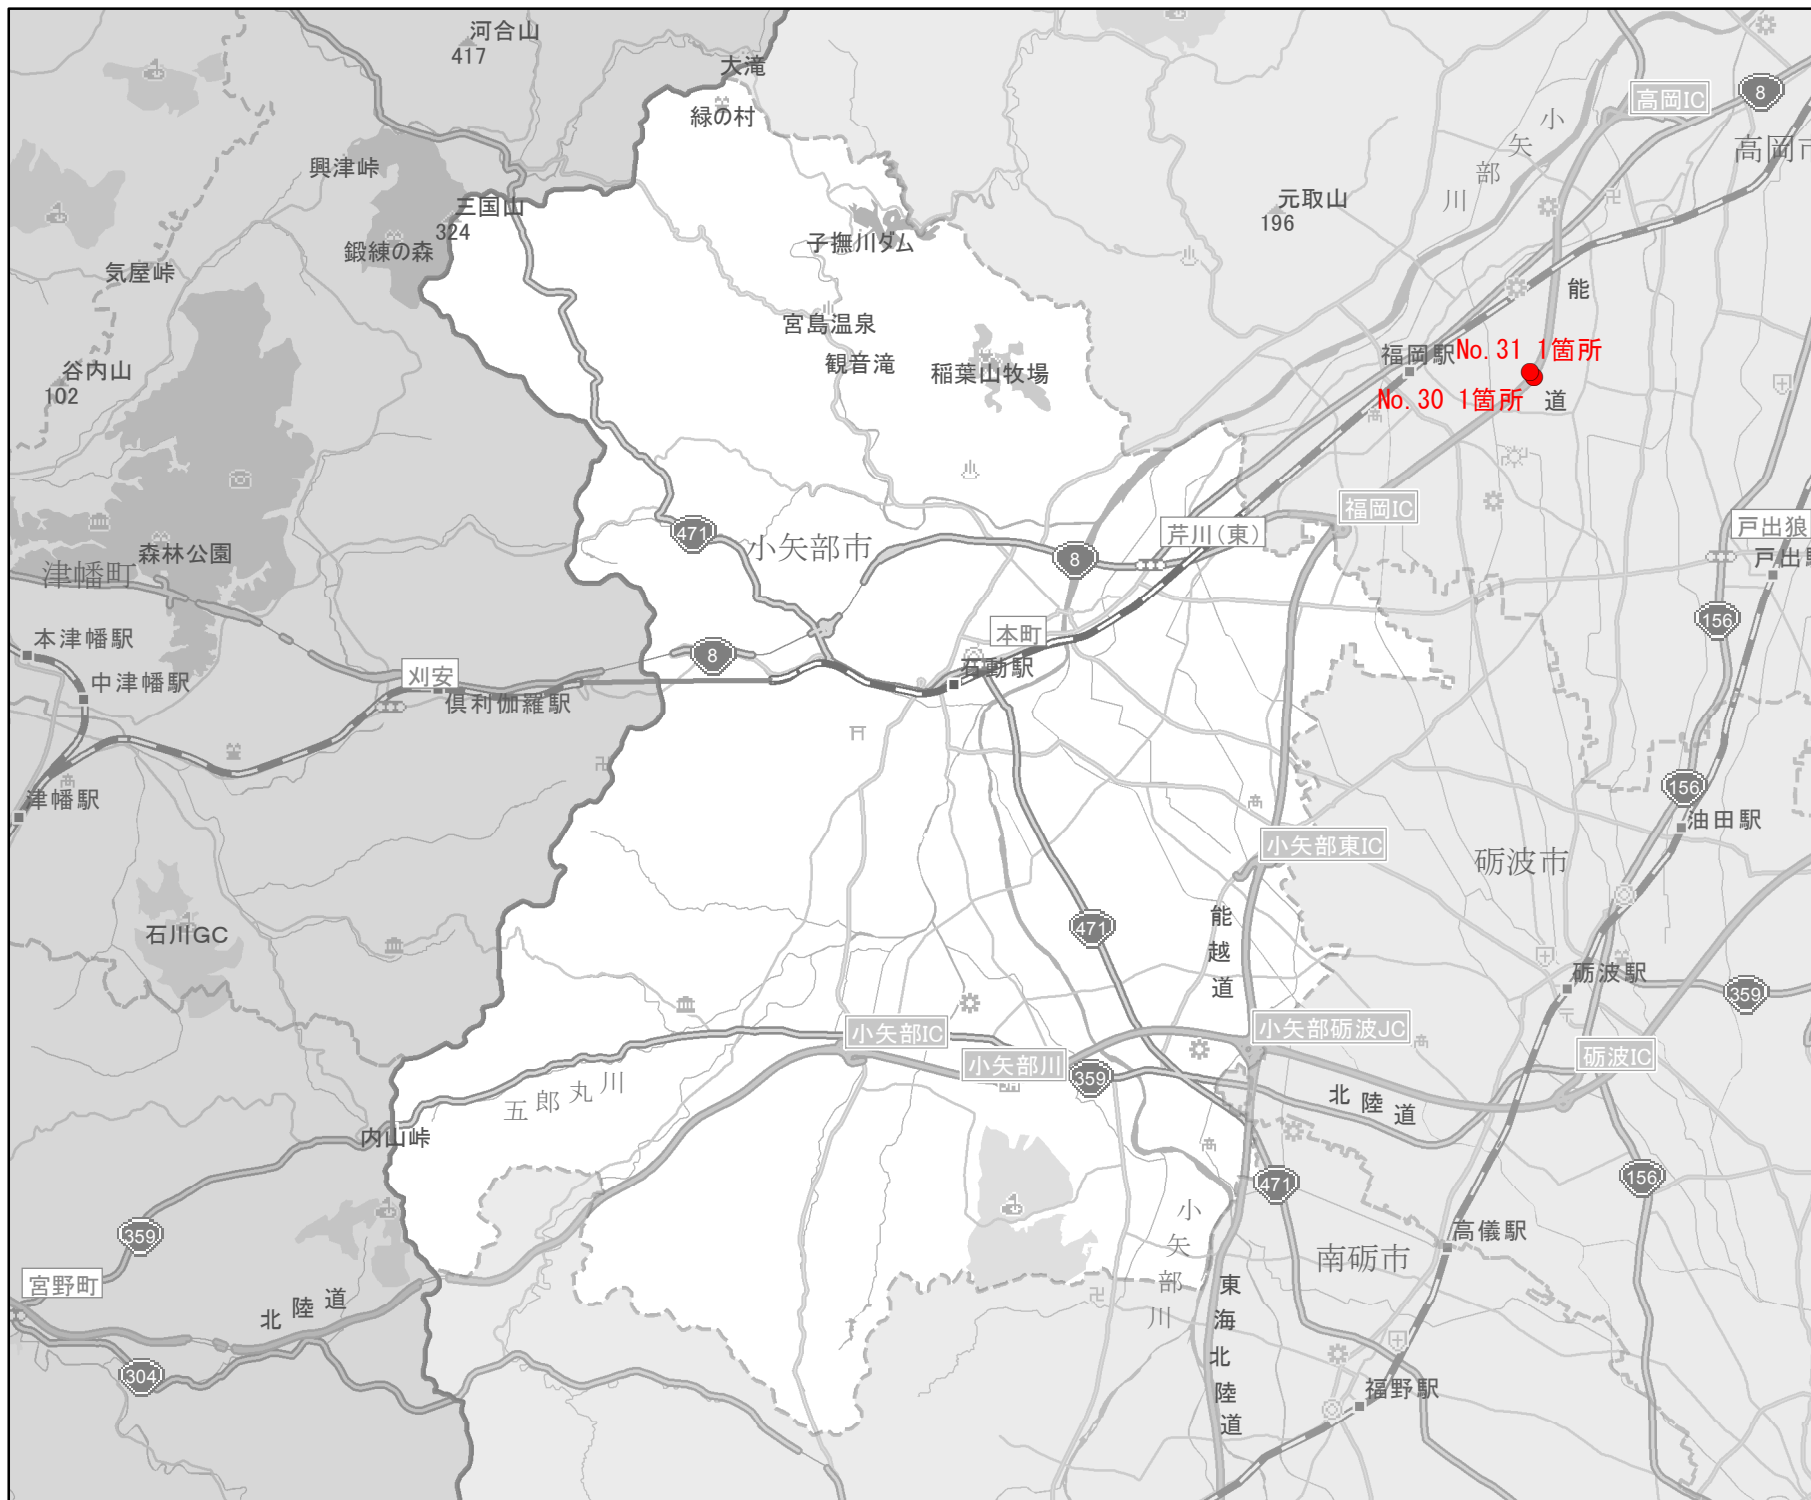 河合山
417
大滝
緑の村
高岡IC
8
高岡市
小矢部川
興津峠
三国山
324
鍛練の森
元取山
196
子撫川ダム
気屋峠
能
宮島温泉
観音滝
稲葉山牧場
福岡駅
No.31 1箇所
No.30 1箇所
道
谷内山
102
福岡IC
471
小矢部市
芹川(東)
8
戸出狼
戸出駅
森林公園
津幡町
156
本町
本津幡駅
8
石動駅
刈安
中津幡駅
倶利伽羅駅
156
津幡駅
油田駅
小矢部東IC
砺波市
石川GC
471
能越道
砺波駅
359
小矢部IC
小矢部砺波JC
小矢部川
359
砺波IC
五郎丸川
北陸道
内山峠
471
156
359
小矢部川
高儀駅
南砺市
宮野町
北陸道
東海北陸道
304
福野駅